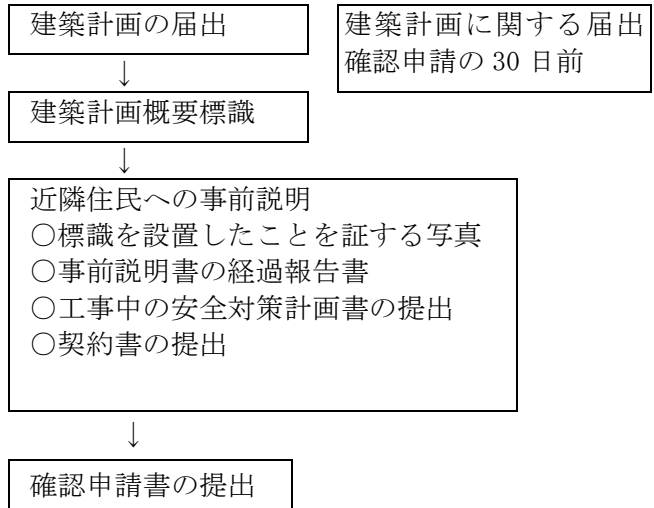 建築計画の届出
建築計画に関する届出
確認申請の 30 日前
↓
建築計画概要標識
↓
近隣住民への事前説明
○標識を設置したことを証する写真
○事前説明書の経過報告書
○工事中の安全対策計画書の提出
○契約書の提出
↓
確認申請書の提出